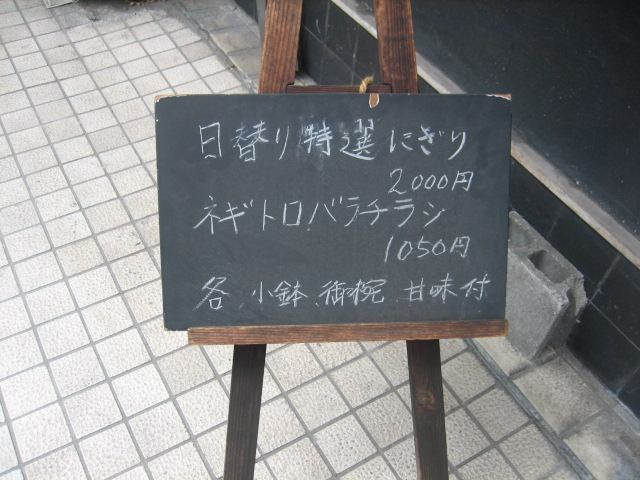 日替り特選にぎり
2000円
ネギトロバラチラシ
1050円
各、小鉢、御椀、甘味付